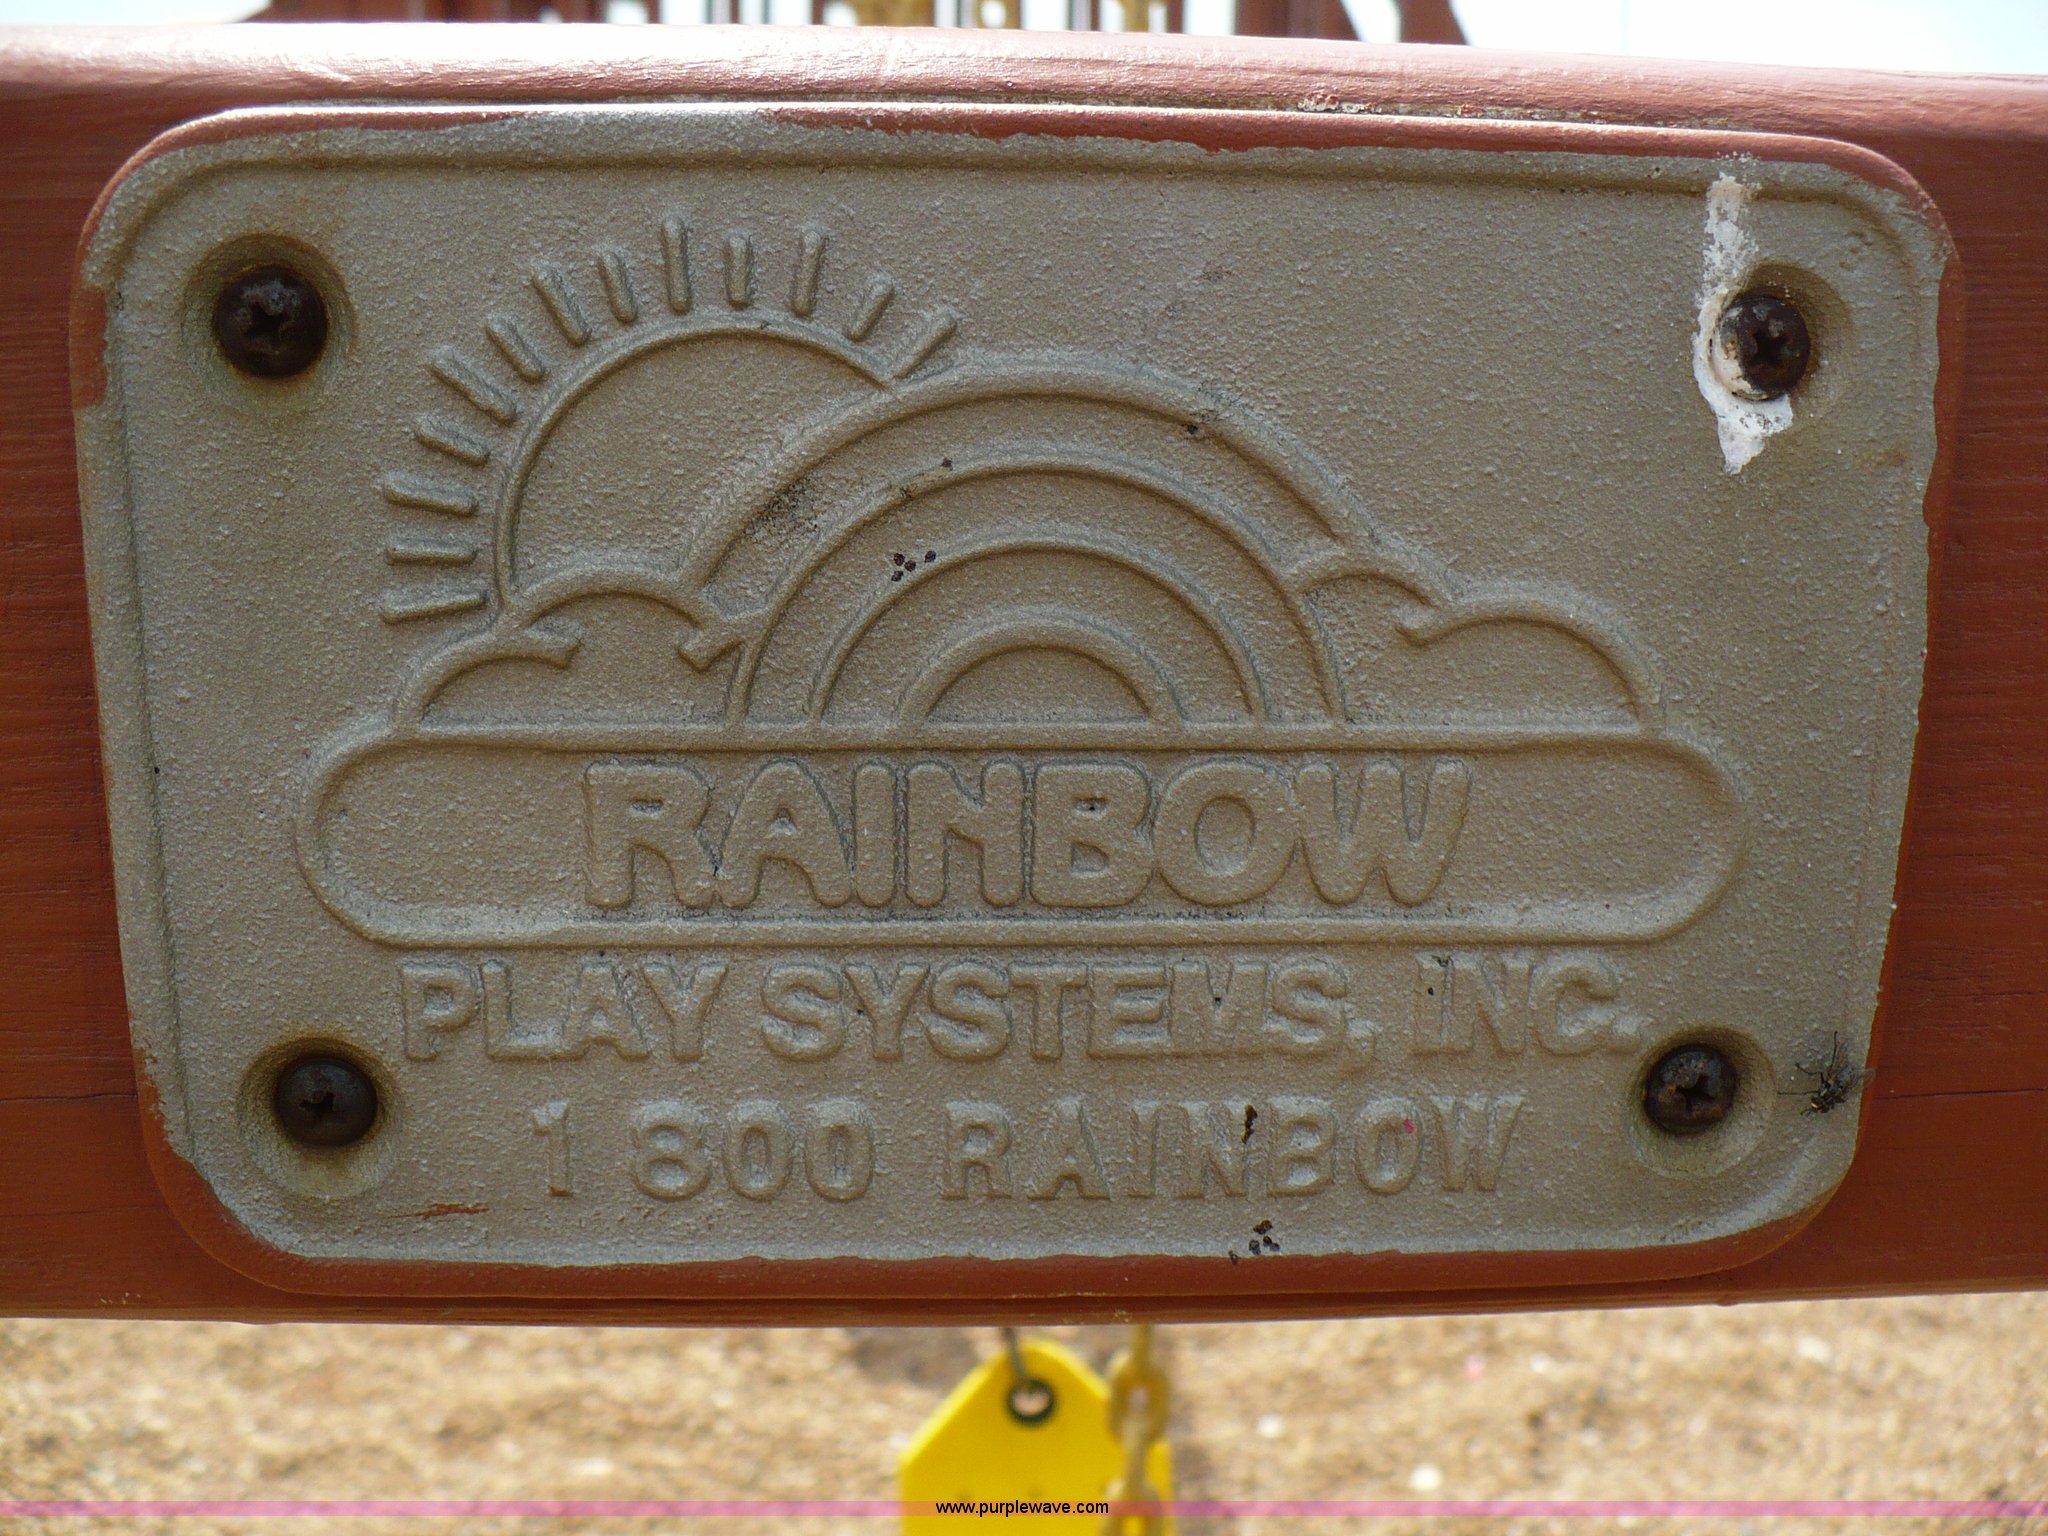 RAINBOW
PLAY SYSTEMS, INC.
1 800 RAINBOW
www.purplewave.com